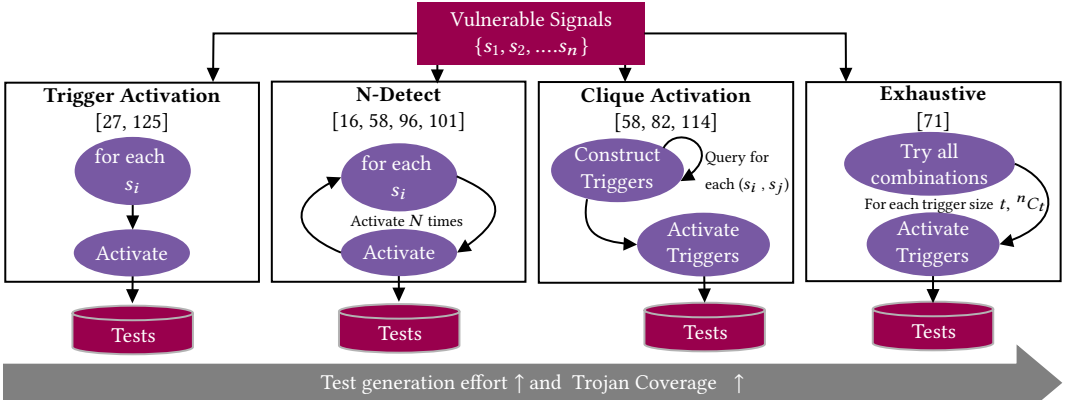 Vulnerable Signals
{s₁, s₂, ....sₙ}
Trigger Activation
[27, 125]
for each
sᵢ
Activate
Tests
N-Detect
[16, 58, 96, 101]
for each
sᵢ
Activate N times
Activate
Tests
Clique Activation
[58, 82, 114]
Construct
Triggers
Query for
each (sᵢ , sⱼ)
Activate
Triggers
Tests
Exhaustive
[71]
Try all
combinations
For each trigger size t, ⁿCₜ
Activate
Triggers
Tests
Test generation effort ↑ and Trojan Coverage ↑